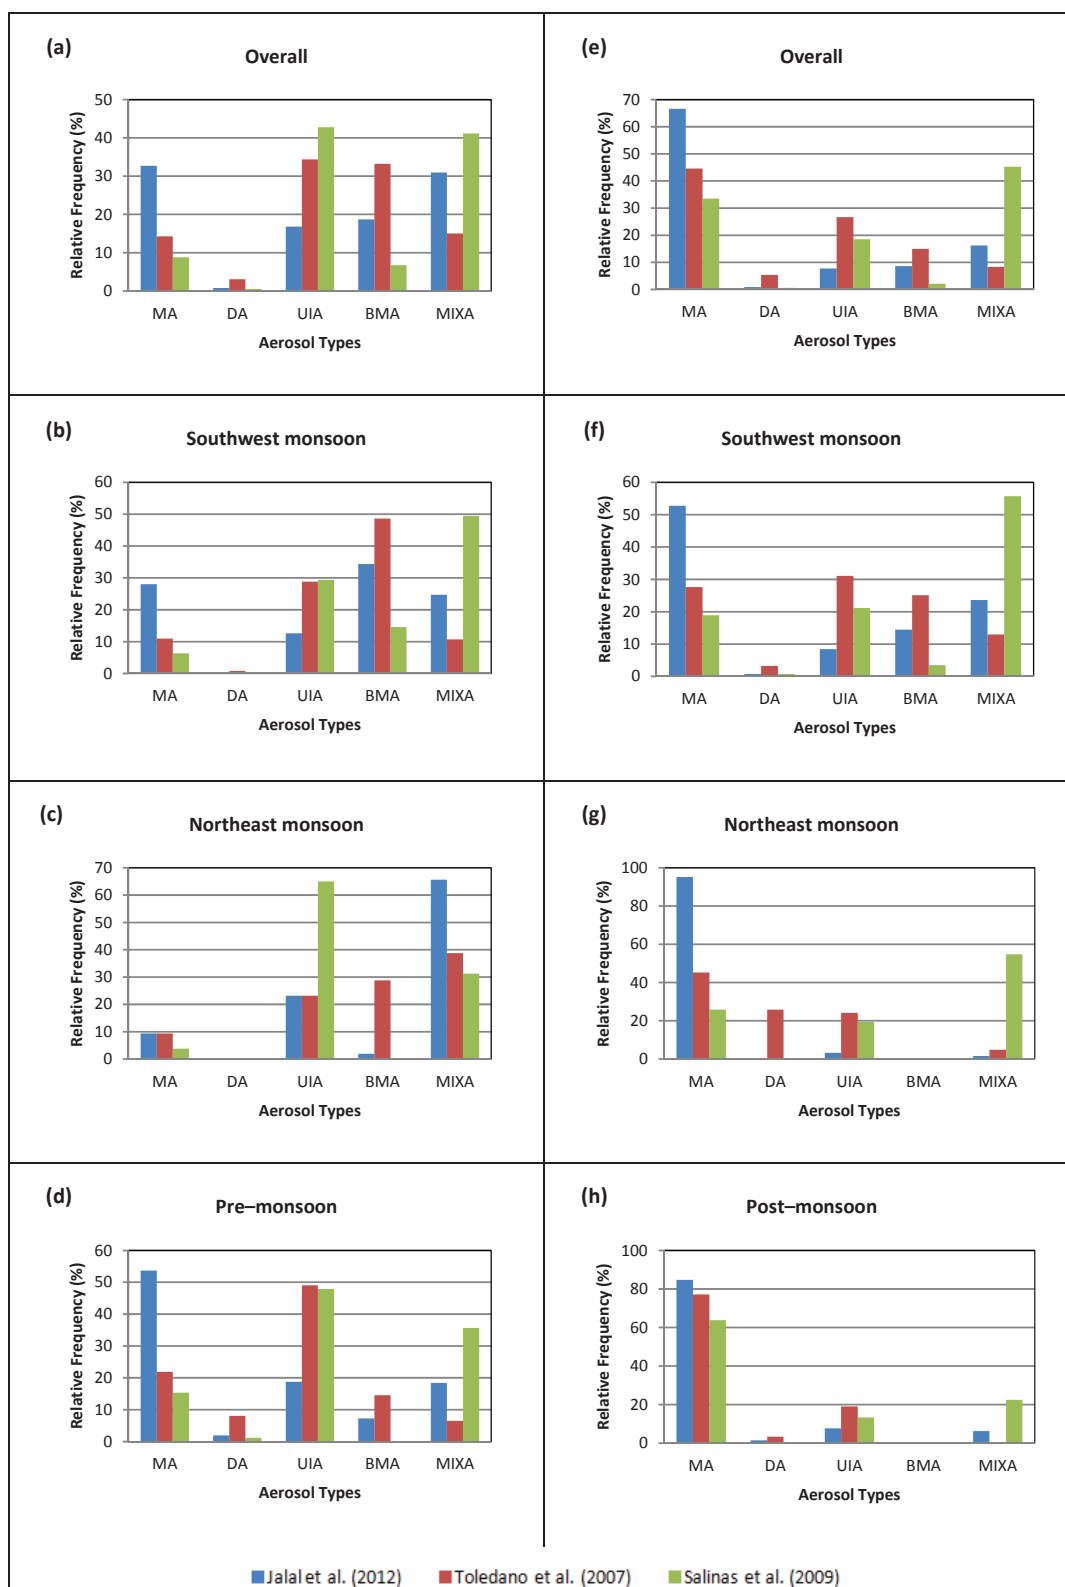 (a)
Overall
Relative Frequency (%)
50
40
30
20
10
0
MA DA UIA BMA MIXA
Aerosol Types
(e)
Overall
Relative Frequency (%)
70
60
50
40
30
20
10
0
MA DA UIA BMA MIXA
Aerosol Types
(b)
Southwest monsoon
Relative Frequency (%)
60
50
40
30
20
10
0
MA DA UIA BMA MIXA
Aerosol Types
(f)
Southwest monsoon
Relative Frequency (%)
60
50
40
30
20
10
0
MA DA UIA BMA MIXA
Aerosol Types
(c)
Northeast monsoon
Relative Frequency (%)
70
60
50
40
30
20
10
0
MA DA UIA BMA MIXA
Aerosol Types
(g)
Northeast monsoon
Relative Frequency (%)
100
80
60
40
20
0
MA DA UIA BMA MIXA
Aerosol Types
(d)
Pre–monsoon
Relative Frequency (%)
60
50
40
30
20
10
0
MA DA UIA BMA MIXA
Aerosol Types
(h)
Post–monsoon
Relative Frequency (%)
100
80
60
40
20
0
MA DA UIA BMA MIXA
Aerosol Types
Jalal et al. (2012) Toledano et al. (2007) Salinas et al. (2009)